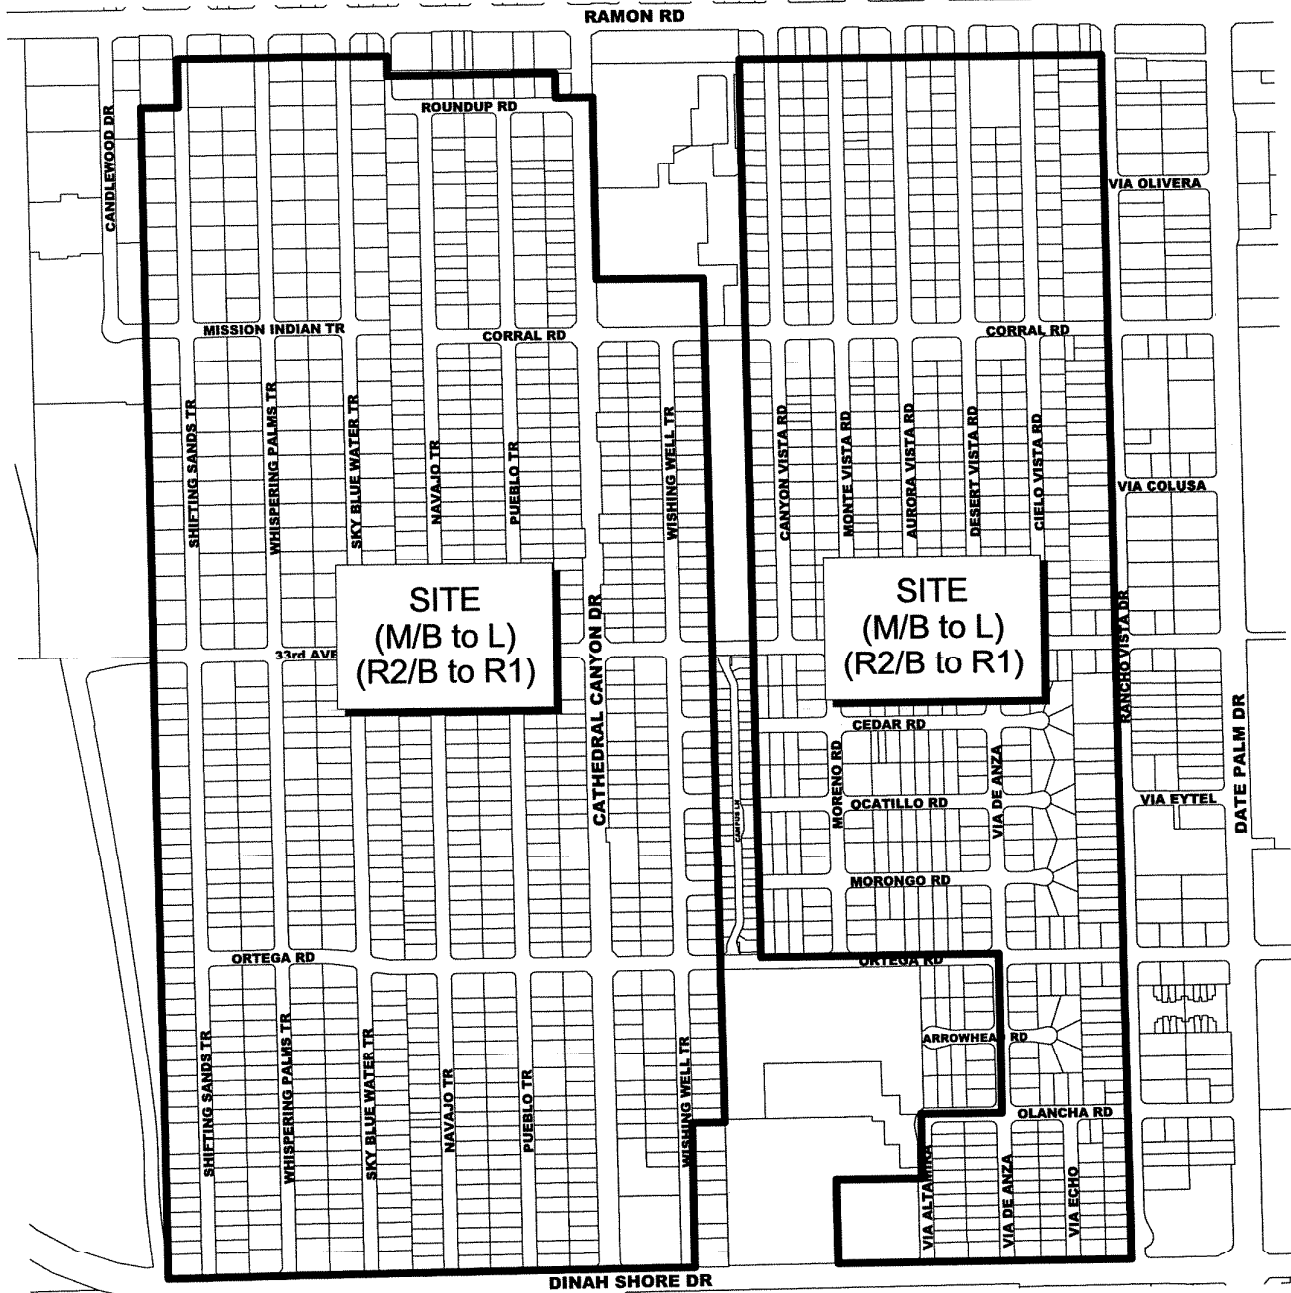 RAMON RD
CANDLEWOOD DR
ROUNDUP RD
VIA OLIVERA
MISSION INDIAN TR
CORRAL RD
CORRAL RD
SHIFTING SANDS TR
WHISPERING PALMS TR
SKY BLUE WATER TR
NAVAJO TR
PUEBLO TR
WISHING WELL TR
CANYON VISTA RD
MONTE VISTA RD
AURORA VISTA RD
DESERT VISTA RD
CIELO VISTA RD
VIA COLUSA
SITE
(M/B to L)
(R2/B to R1)
SITE
(M/B to L)
(R2/B to R1)
33rd AVE
CATHEDRAL CANYON DR
RANCHO VISTA DR
DATE PALM DR
CEDAR RD
MORENO RD
VIA DE ANZA
OCATILLO RD
CAMPUS LN
VIA EYTEL
MORONGO RD
ORTEGA RD
ORTEGA RD
SHIFTING SANDS TR
WHISPERING PALMS TR
SKY BLUE WATER TR
NAVAJO TR
PUEBLO TR
WISHING WELL TR
ARROWHEAD RD
OLANCHA RD
VIA ALTAMIRA
VIA DE ANZA
VIA ECHO
DINAH SHORE DR